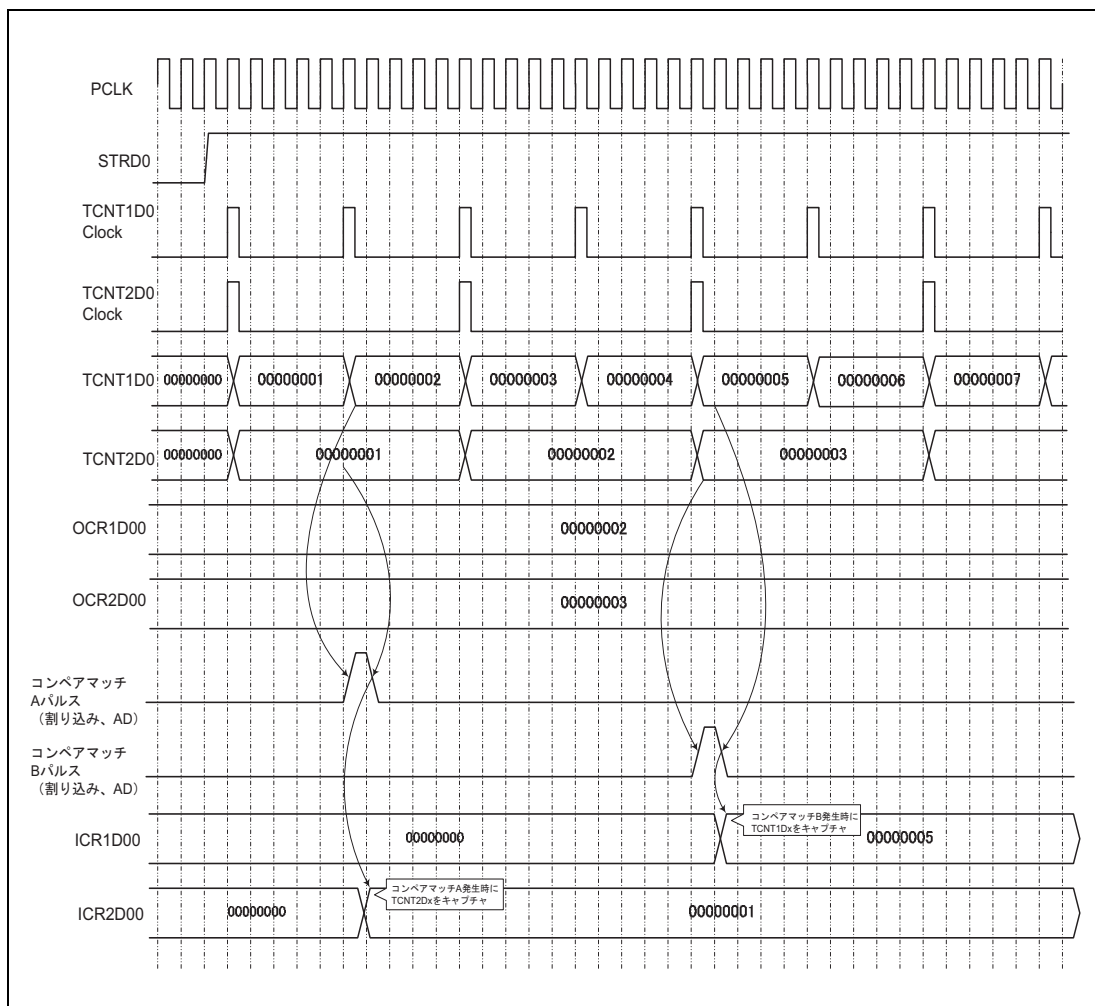 PCLK
STRD0
TCNT1D0
Clock
TCNT2D0
Clock
TCNT1D0
00000000
00000001
00000002
00000003
00000004
00000005
00000006
00000007
TCNT2D0
00000000
00000001
00000002
00000003
OCR1D00
00000002
OCR2D00
00000003
コンペアマッチ
Aパルス
（割り込み、AD）
コンペアマッチ
Bパルス
（割り込み、AD）
ICR1D00
00000000
コンペアマッチB発生時に
TCNT1Dxをキャプチャ
00000005
ICR2D00
00000000
コンペアマッチA発生時に
TCNT2Dxをキャプチャ
00000001